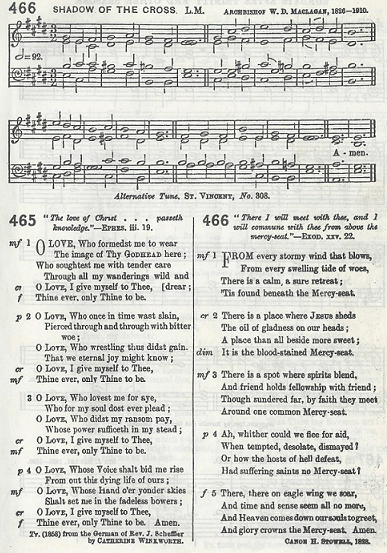 466 SHADOW OF THE CROSS. L.M. ARCHBISHOP W. D. MACLAGAN, 1826-1910.
=92.
A - men.
Alternative Tune, ST. VINCENT, No. 308.
465 "The love of Christ . . . passeth
knowledge."—EPHES. iii. 19.
mf 1 O LOVE, Who formedst me to wear
The image of Thy GODHEAD here;
Who soughtest me with tender care
Through all my wanderings wild and
cr O LOVE, I give myself to Thee, [drear;
f Thine ever, only Thine to be.
p 2 O LOVE, Who once in time wast slain,
Pierced through and through with bitter
woe;
O LOVE, Who wrestling thus didst gain.
That we eternal joy might know;
cr O LOVE, I give myself to Thee,
mf Thine ever, only Thine to be.
3 O LOVE, Who lovest me for aye,
Who for my soul dost ever plead;
O LOVE, Who didst my ransom pay,
Whose power sufficeth in my stead;
cr O LOVE, I give myself to Thee,
mf Thine ever, only Thine to be.
p 4 O LOVE, Whose Voice shalt bid me rise
From out this dying life of ours;
mf O LOVE, Whose Hand o'er yonder skies
Shalt set me in the fadeless bowers;
cr O LOVE, I give myself to Thee,
f Thine ever, only Thine to be. Amen.
Tr. (1858) from the German of Rev. J. Scheffler
by CATHERINE WINKWORTH.
466 "There I will meet with thee, and I
will commune with thee from above the
mercy-seat."—EXOD. xxv. 22.
mf 1 FROM every stormy wind that blows,
From every swelling tide of woes,
There is a calm, a sure retreat;
'Tis found beneath the Mercy-seat.
cr 2 There is a place where JESUS sheds
The oil of gladness on our heads;
A place than all beside more sweet;
dim It is the blood-stained Mercy-seat.
mf 3 There is a spot where spirits blend,
And friend holds fellowship with friend;
Though sundered far, by faith they meet
Around one common Mercy-seat.
p 4 Ah, whither could we flee for aid,
When tempted, desolate, dismayed?
Or how the hosts of hell defeat,
Had suffering saints no Mercy-seat?
f 5 There, there on eagle wing we soar,
And time and sense seem all no more,
And Heaven comes down our souls to greet,
And glory crowns the Mercy-seat. Amen.
CANON H. STOWELL, 1828.